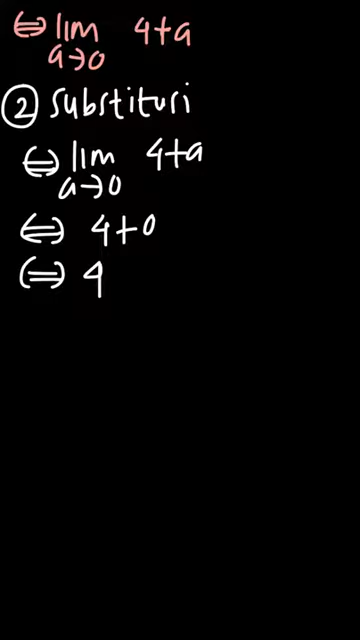 ⇔ lim 4+a
a→0
② Substitusi
⇔ lim 4+a
a→0
⇔ 4+0
⇔ 4